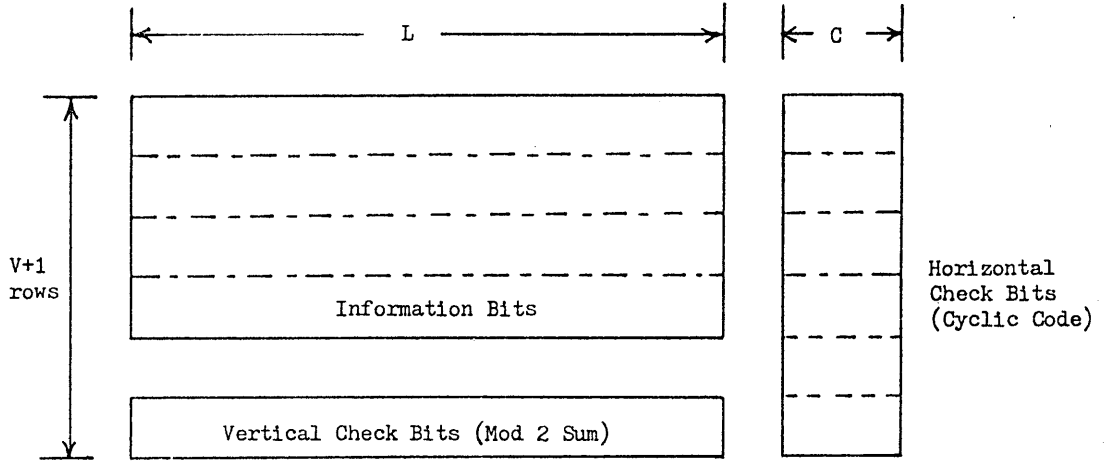 L
C
V+1
rows
Information Bits
Horizontal
Check Bits
(Cyclic Code)
Vertical Check Bits (Mod 2 Sum)